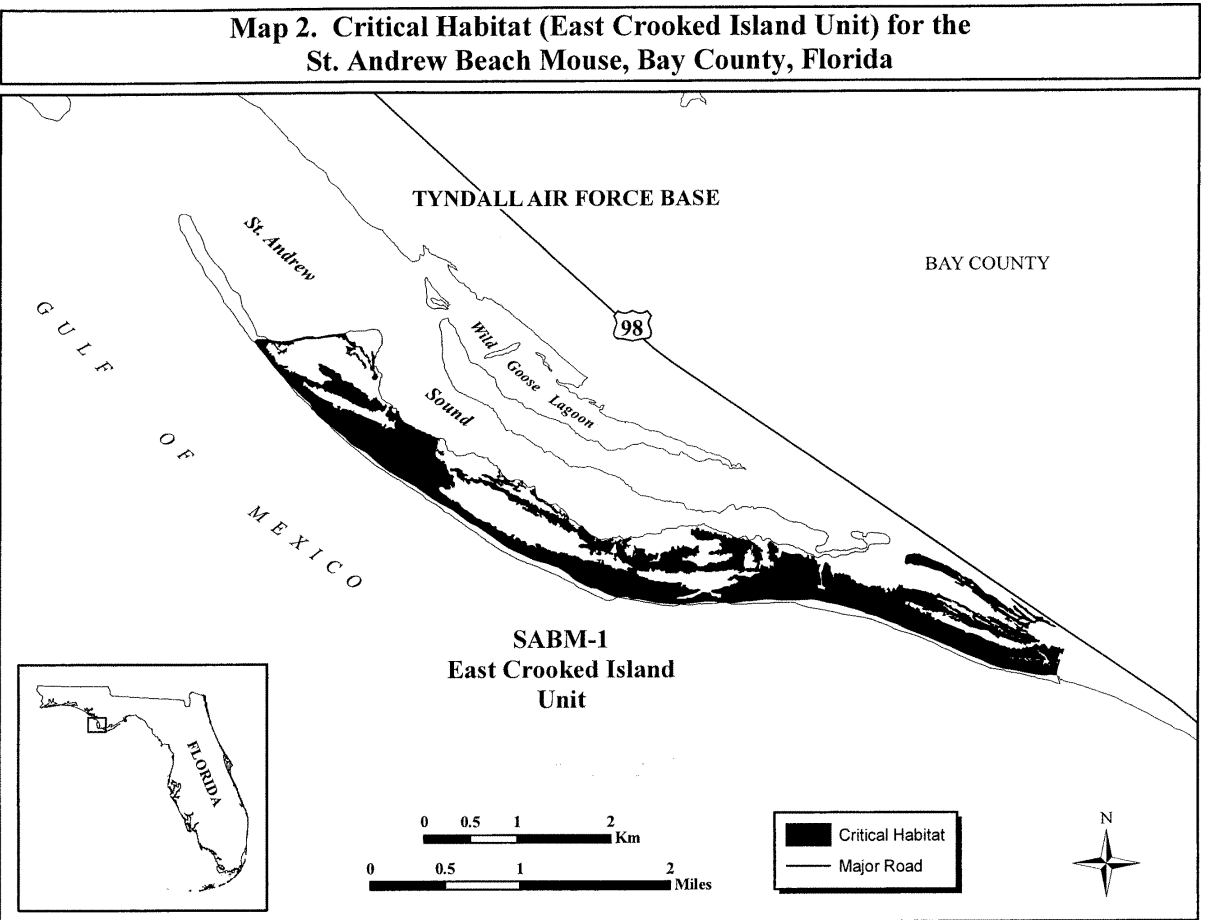 Map 2. Critical Habitat (East Crooked Island Unit) for the
St. Andrew Beach Mouse, Bay County, Florida
TYNDALL AIR FORCE BASE
St. Andrew
BAY COUNTY
GULF
98
Wild
Goose
Lagoon
Sound
OF
MEXICO
SABM-1
East Crooked Island
Unit
FLORIDA
0 0.5 1 2
Km
0 0.5 1 2
Miles
Critical Habitat
Major Road
N